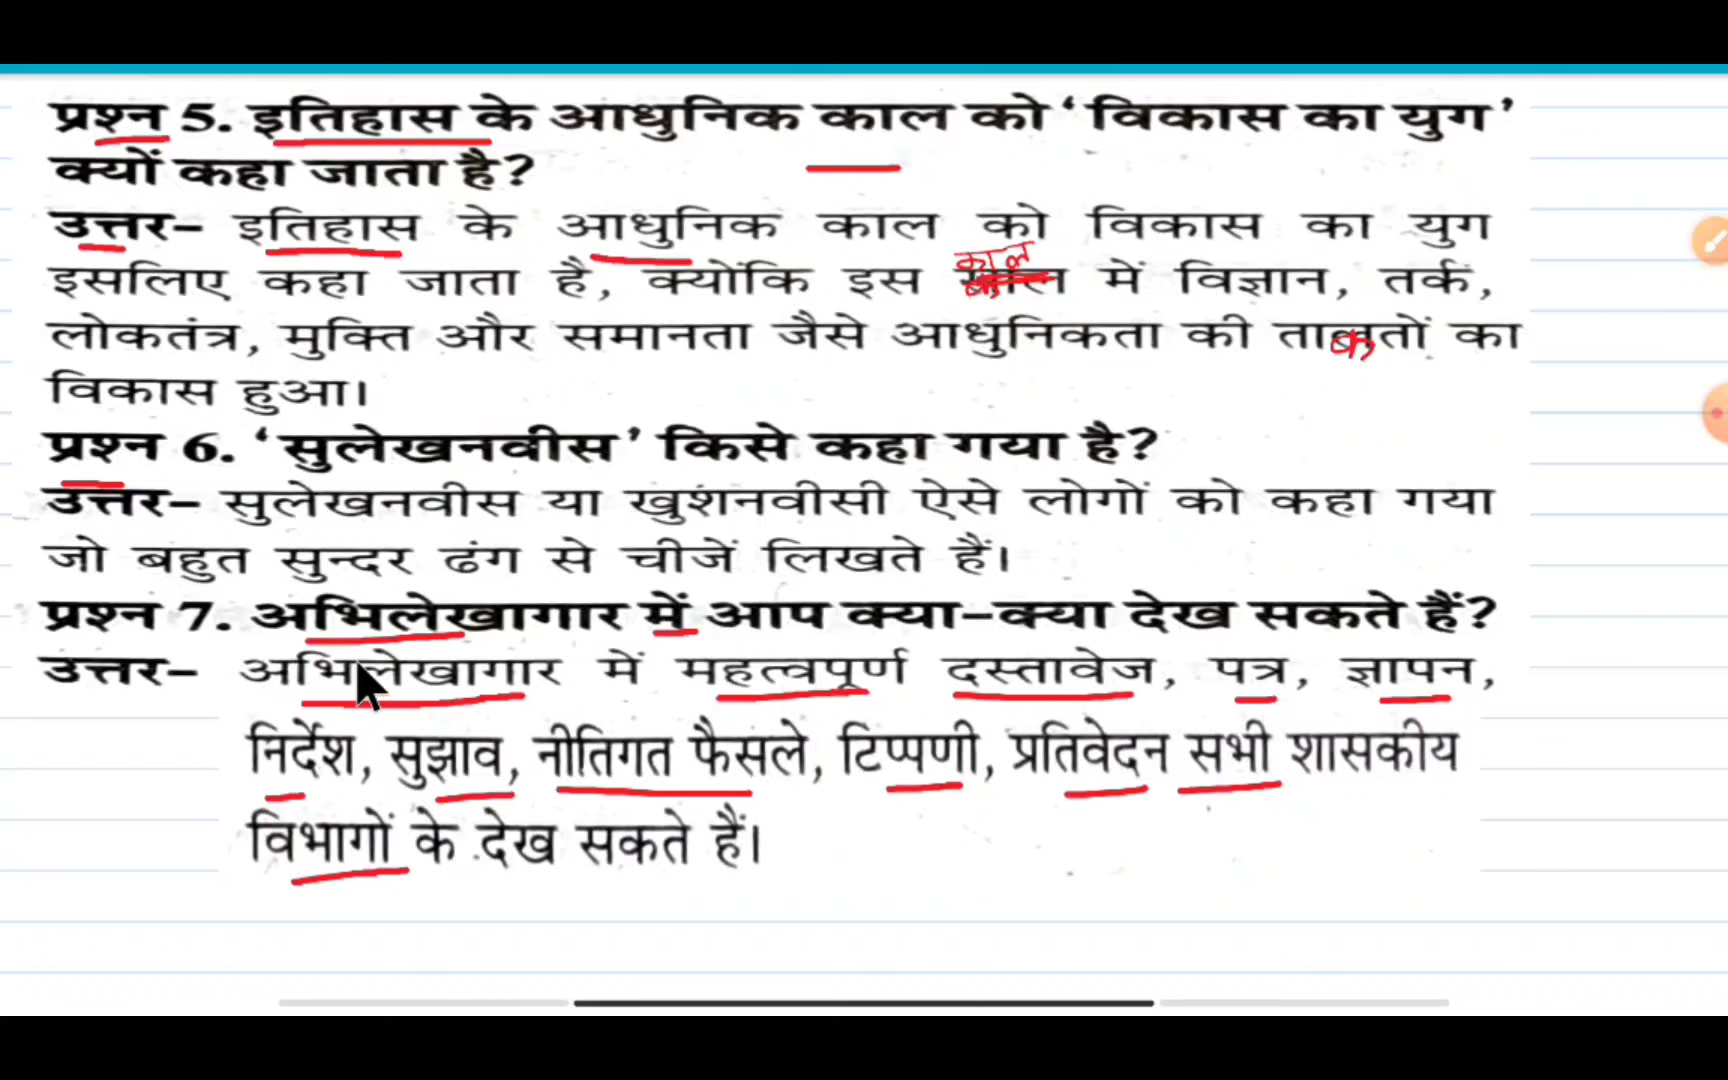 प्रश्न 5. इतिहास के आधुनिक काल को ‘विकास का युग’
क्यों कहा जाता है?
उत्तर– इतिहास के आधुनिक काल को विकास का युग
काल
इसलिए कहा जाता है, क्योंकि इस में विज्ञान, तर्क,
लोकतंत्र, मुक्ति और समानता जैसे आधुनिकता की ताकतों का
विकास हुआ।
प्रश्न 6. ‘सुलेखनवीस’ किसे कहा गया है?
उत्तर– सुलेखनवीस या खुशनवीसी ऐसे लोगों को कहा गया
जो बहुत सुन्दर ढंग से चीजें लिखते हैं।
प्रश्न 7. अभिलेखागार में आप क्या–क्या देख सकते हैं?
उत्तर– अभिलेखागार में महत्वपूर्ण दस्तावेज, पत्र, ज्ञापन,
निर्देश, सुझाव, नीतिगत फैसले, टिप्पणी, प्रतिवेदन सभी शासकीय
विभागों के देख सकते हैं।